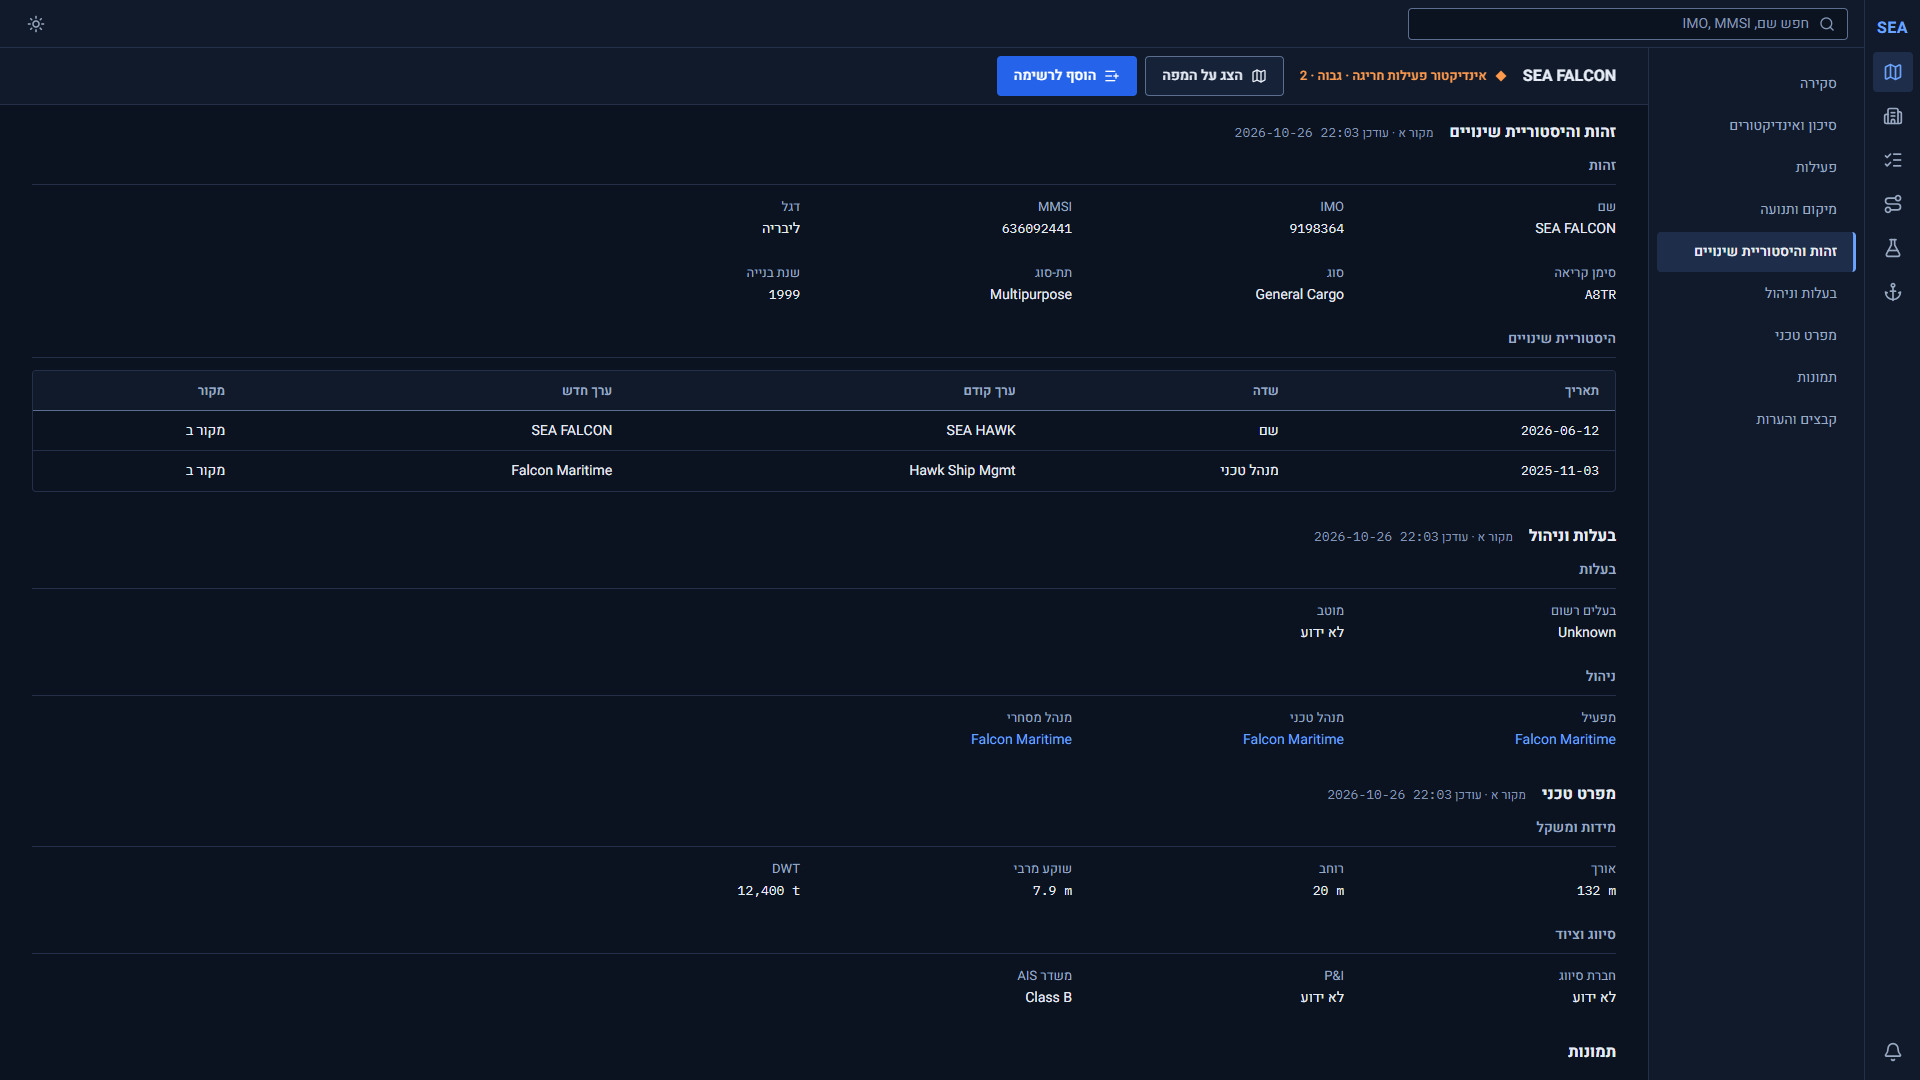 SEA
חפש שם, IMO, MMSI
סקירה
סיכון ואינדיקטורים
פעילות
מיקום ותנועה
זהות והיסטוריית שינויים
בעלות וניהול
מפרט טכני
תמונות
קבצים והערות
SEA FALCON ◆ אינדיקטור פעילות חריגה · גבוה · 2 הצג על המפה הוסף לרשימה
זהות והיסטוריית שינויים מקור א · עודכן 2026-10-26 22:03
זהות
שם IMO MMSI דגל
SEA FALCON 9198364 636092441 ליבריה
סימן קריאה סוג תת-סוג שנת בנייה
A8TR General Cargo Multipurpose 1999
היסטוריית שינויים
תאריך שדה ערך קודם ערך חדש מקור
2026-06-12 שם SEA HAWK SEA FALCON מקור ב
2025-11-03 מנהל טכני Hawk Ship Mgmt Falcon Maritime מקור ב
בעלות וניהול מקור א · עודכן 2026-10-26 22:03
בעלות
בעלים רשום מוטב
Unknown לא ידוע
ניהול
מפעיל מנהל טכני מנהל מסחרי
Falcon Maritime Falcon Maritime Falcon Maritime
מפרט טכני מקור א · עודכן 2026-10-26 22:03
מידות ומשקל
אורך רוחב שוקע מרבי DWT
132 m 20 m 7.9 m 12,400 t
סיווג וציוד
חברת סיווג P&I משדר AIS
לא ידוע לא ידוע Class B
תמונות